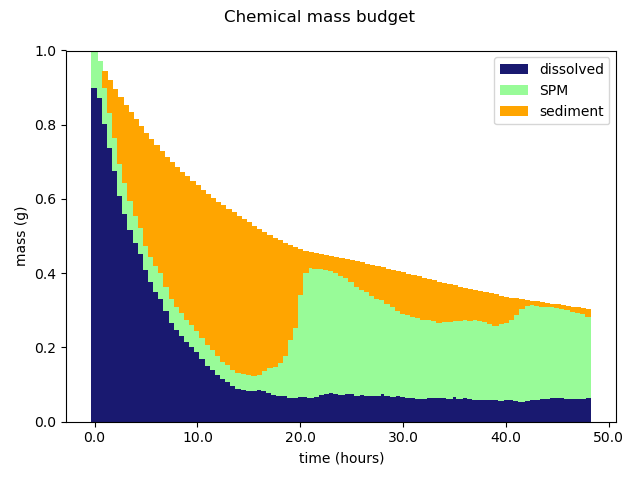 Chemical mass budget
1.0
0.8
0.6
0.4
0.2
0.0
mass (g)
dissolved
SPM
sediment
0.0 10.0 20.0 30.0 40.0 50.0
time (hours)